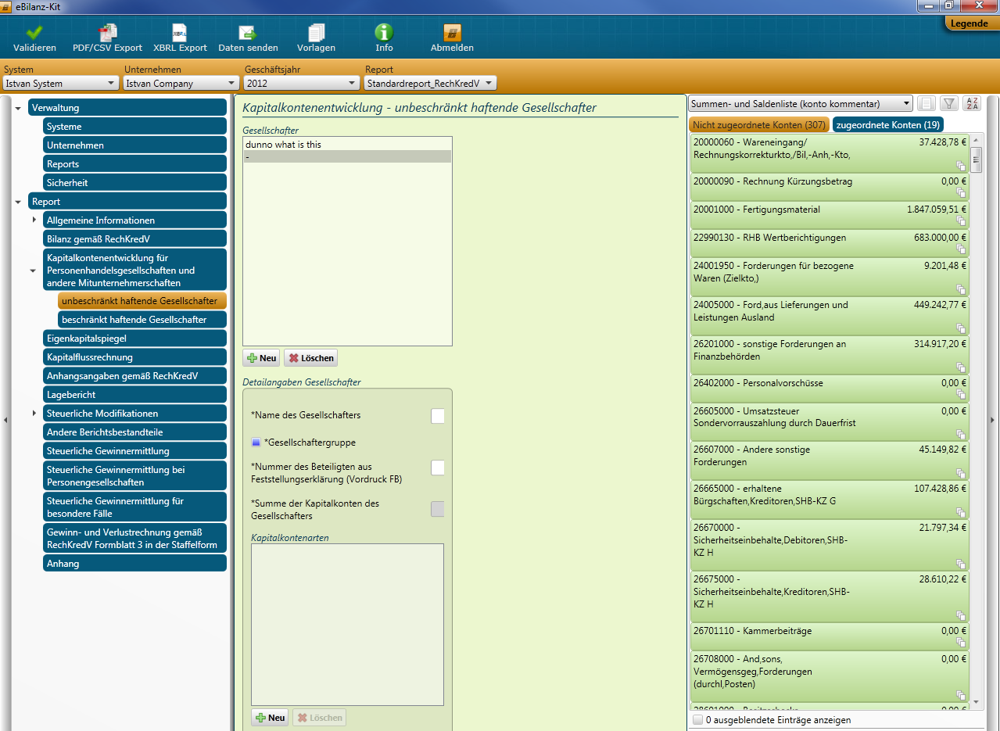 eBilanz-Kit
Legende
Validieren
PDF/CSV Export
XBRL Export
Daten senden
Vorlagen
Info
Abmelden
System
Unternehmen
Geschäftsjahr
Report
Istvan System
Istvan Company
2012
Standardreport_RechKredV
Verwaltung
Systeme
Unternehmen
Reports
Sicherheit
Report
Allgemeine Informationen
Bilanz gemäß RechKredV
Kapitalkontenentwicklung für
Personenhandelsgesellschaften und
andere Mitunternehmerschaften
unbeschränkt haftende Gesellschafter
beschränkt haftende Gesellschafter
Eigenkapitalspiegel
Kapitalflussrechnung
Anhangsangaben gemäß RechKredV
Lagebericht
Steuerliche Modifikationen
Andere Berichtsbestandteile
Steuerliche Gewinnermittlung
Steuerliche Gewinnermittlung bei
Personengesellschaften
Steuerliche Gewinnermittlung für
besondere Fälle
Gewinn- und Verlustrechnung gemäß
RechKredV Formblatt 3 in der Staffelform
Anhang
Kapitalkontenentwicklung - unbeschränkt haftende Gesellschafter
Gesellschafter
dunno what is this
-
Neu
Löschen
Detailangaben Gesellschafter
*Name des Gesellschafters
*Gesellschaftergruppe
*Nummer des Beteiligten aus
Feststellungserklärung (Vordruck FB)
*Summe der Kapitalkonten des
Gesellschafters
Kapitalkontenarten
Neu
Löschen
Summen- und Saldenliste (konto kommentar)
Nicht zugeordnete Konten (307)
zugeordnete Konten (19)
20000060 - Wareneingang/ 37.428,78 €
Rechnungskorrekturkto,/Bil,-Anh,-Kto,
20000090 - Rechnung Kürzungsbetrag 0,00 €
20001000 - Fertigungsmaterial 1.847.059,51 €
22990130 - RHB Wertberichtigungen 683.000,00 €
24001950 - Forderungen für bezogene 9.201,48 €
Waren (Zielkto,)
24005000 - Ford,aus Lieferungen und 449.242,77 €
Leistungen Ausland
26201000 - sonstige Forderungen an 314.917,20 €
Finanzbehörden
26402000 - Personalvorschüsse 0,00 €
26605000 - Umsatzsteuer 0,00 €
Sondervorrauszahlung durch Dauerfrist
26607000 - Andere sonstige 45.149,82 €
Forderungen
26665000 - erhaltene 107.428,86 €
Bürgschaften,Kreditoren,SHB-KZ G
26670000 - 21.797,34 €
Sicherheitseinbehalte,Debitoren,SHB-
KZ H
26675000 - 28.610,22 €
Sicherheitseinbehalte,Kreditoren,SHB-
KZ H
26701110 - Kammerbeiträge 0,00 €
26708000 - And,sons, 0,00 €
Vermögensgeg,Forderungen
(durchl,Posten)
0 ausgeblendete Einträge anzeigen